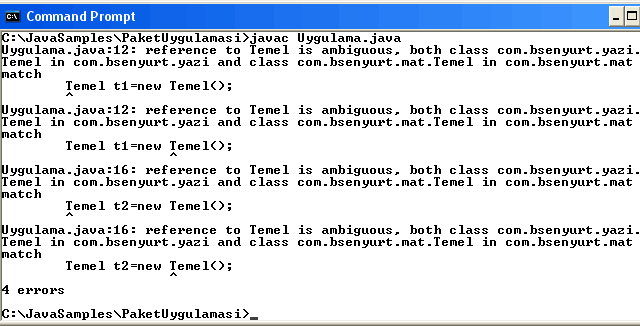 C:\ Command Prompt
C:\JavaSamples\PaketUygulamasi>javac Uygulama.java
Uygulama.java:12: reference to Temel is ambiguous, both class com.bsenyurt.yazi.
Temel in com.bsenyurt.yazi and class com.bsenyurt.mat.Temel in com.bsenyurt.mat
match
Temel t1=new Temel();
^
Uygulama.java:12: reference to Temel is ambiguous, both class com.bsenyurt.yazi.
Temel in com.bsenyurt.yazi and class com.bsenyurt.mat.Temel in com.bsenyurt.mat
match
Temel t1=new Temel();
^
Uygulama.java:16: reference to Temel is ambiguous, both class com.bsenyurt.yazi.
Temel in com.bsenyurt.yazi and class com.bsenyurt.mat.Temel in com.bsenyurt.mat
match
Temel t2=new Temel();
^
Uygulama.java:16: reference to Temel is ambiguous, both class com.bsenyurt.yazi.
Temel in com.bsenyurt.yazi and class com.bsenyurt.mat.Temel in com.bsenyurt.mat
match
Temel t2=new Temel();
^
4 errors
C:\JavaSamples\PaketUygulamasi>_